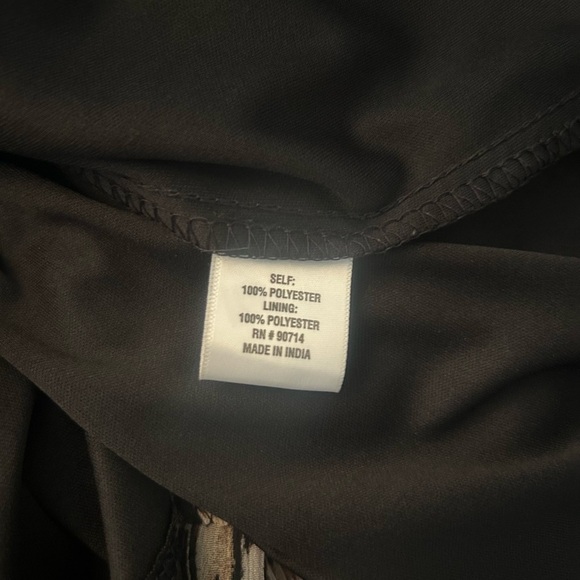 SELF:
100% POLYESTER
LINING:
100% POLYESTER
RN # 90714
MADE IN INDIA